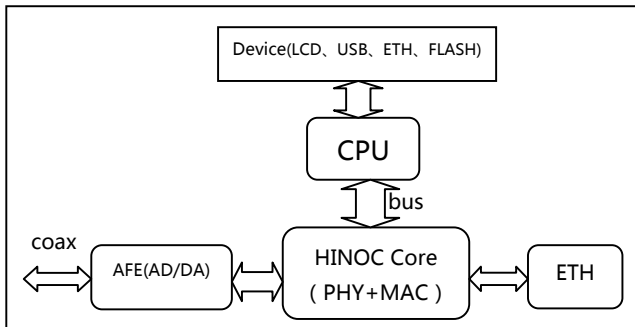 Device(LCD、USB、ETH、FLASH)
CPU
bus
coax
AFE(AD/DA)
HINOC Core
( PHY+MAC )
ETH